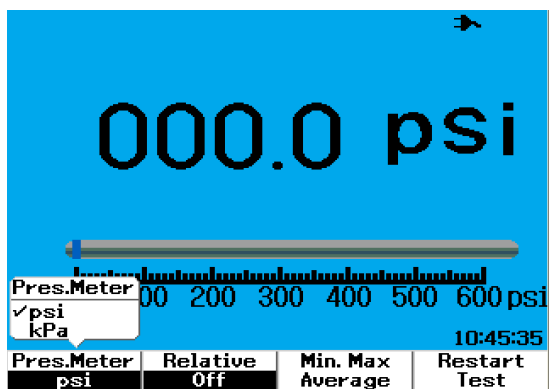 000.0 psi
00 200 300 400 500 600 psi
Pres.Meter
✓psi
kPa
10:45:35
Pres.Meter Relative Min. Max Restart
psi Off Average Test